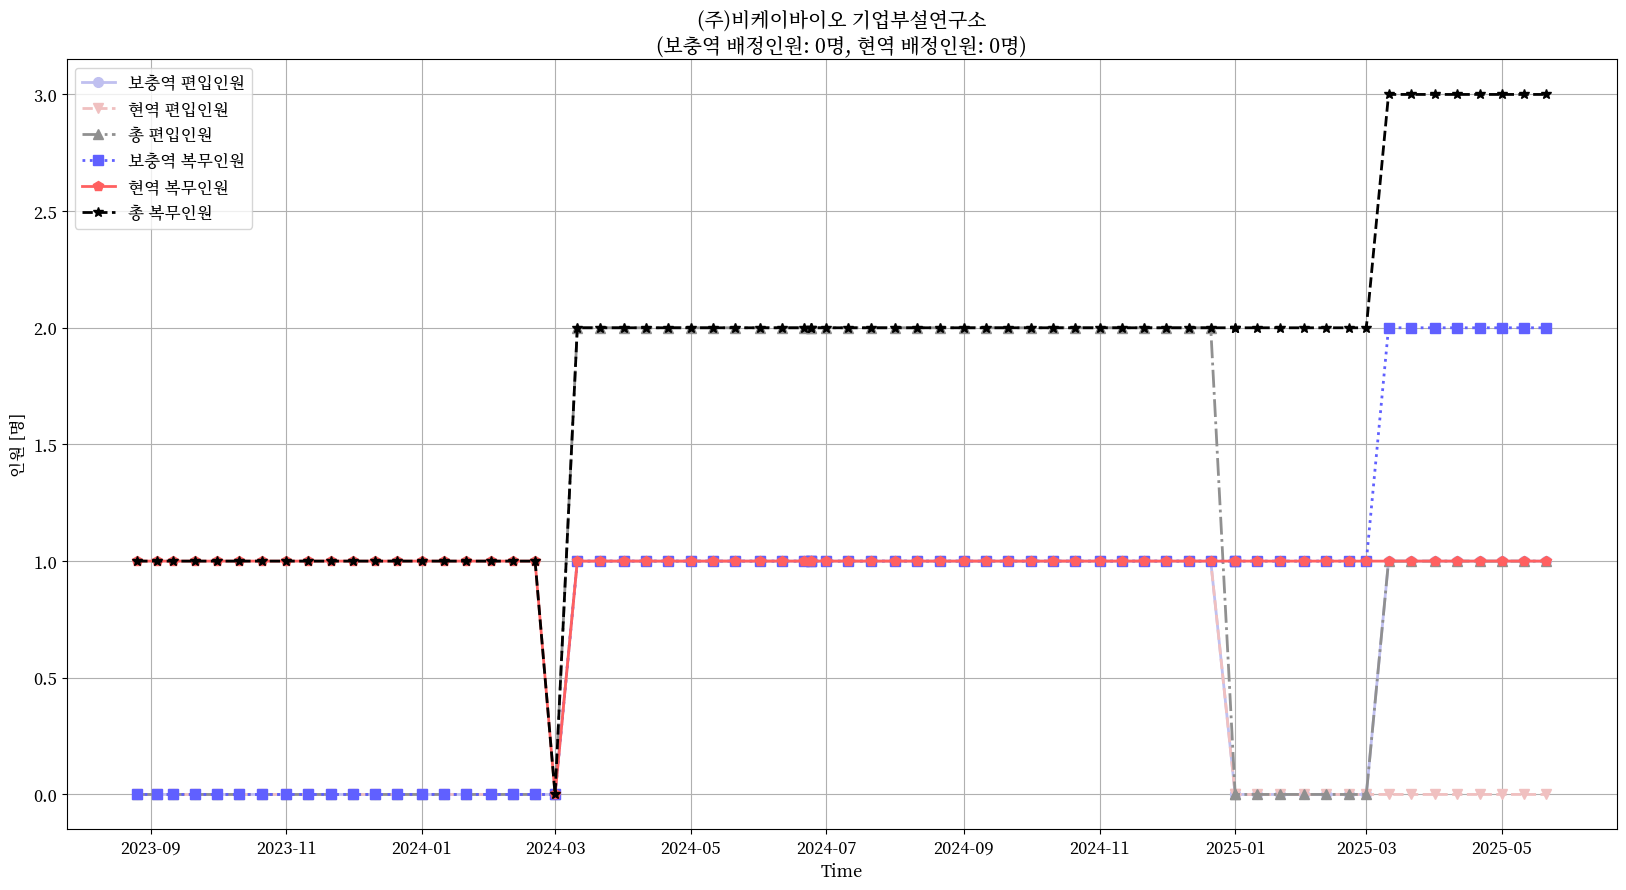 (주)비케이바이오 기업부설연구소
(보충역 배정인원: 0명, 현역 배정인원: 0명)
보충역 편입인원
현역 편입인원
총 편입인원
보충역 복무인원
현역 복무인원
총 복무인원
인원 [명]
3.0
2.5
2.0
1.5
1.0
0.5
0.0
2023-09
2023-11
2024-01
2024-03
2024-05
2024-07
2024-09
2024-11
2025-01
2025-03
2025-05
Time